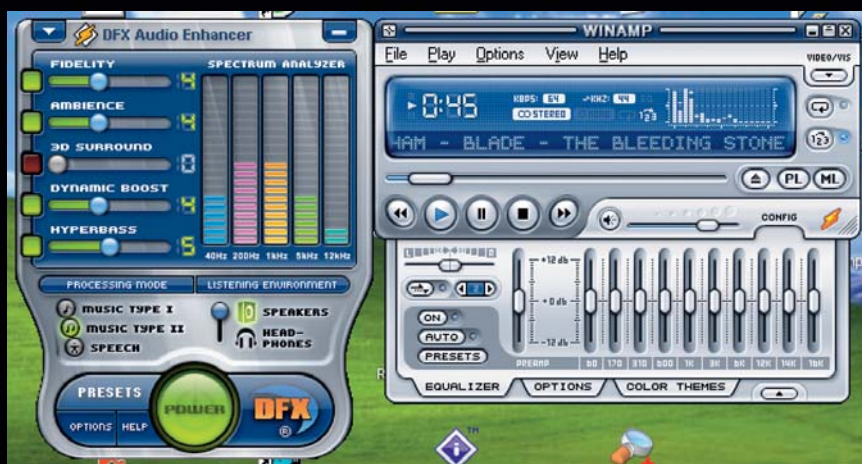 DFX Audio Enhancer
FIDELITY
4
AMBIENCE
4
3D SURROUND
0
DYNAMIC BOOST
4
HYPERBASS
5
SPECTRUM ANALYZER
40Hz 200Hz 1kHz 5kHz 12kHz
PROCESSING MODE
LISTENING ENVIRONMENT
MUSIC TYPE I
MUSIC TYPE II
SPEECH
SPEAKERS
HEAD-
PHONES
PRESETS
OPTIONS HELP
POWER
DFX
®
WINAMP
File Play Options View Help
VIDEO/VIS
0:45
KBPS: 64 KHZ: 44
STEREO
123
HAM - BLADE - THE BLEEDING STONE
123
PL ML
CONFIG
L R
+12 db
+0 db
-12 db
ON
AUTO
PRESETS
PREAMP
60 170 310 600 1K 3K 6K 12K 14K 16K
EQUALIZER OPTIONS COLOR THEMES
TM